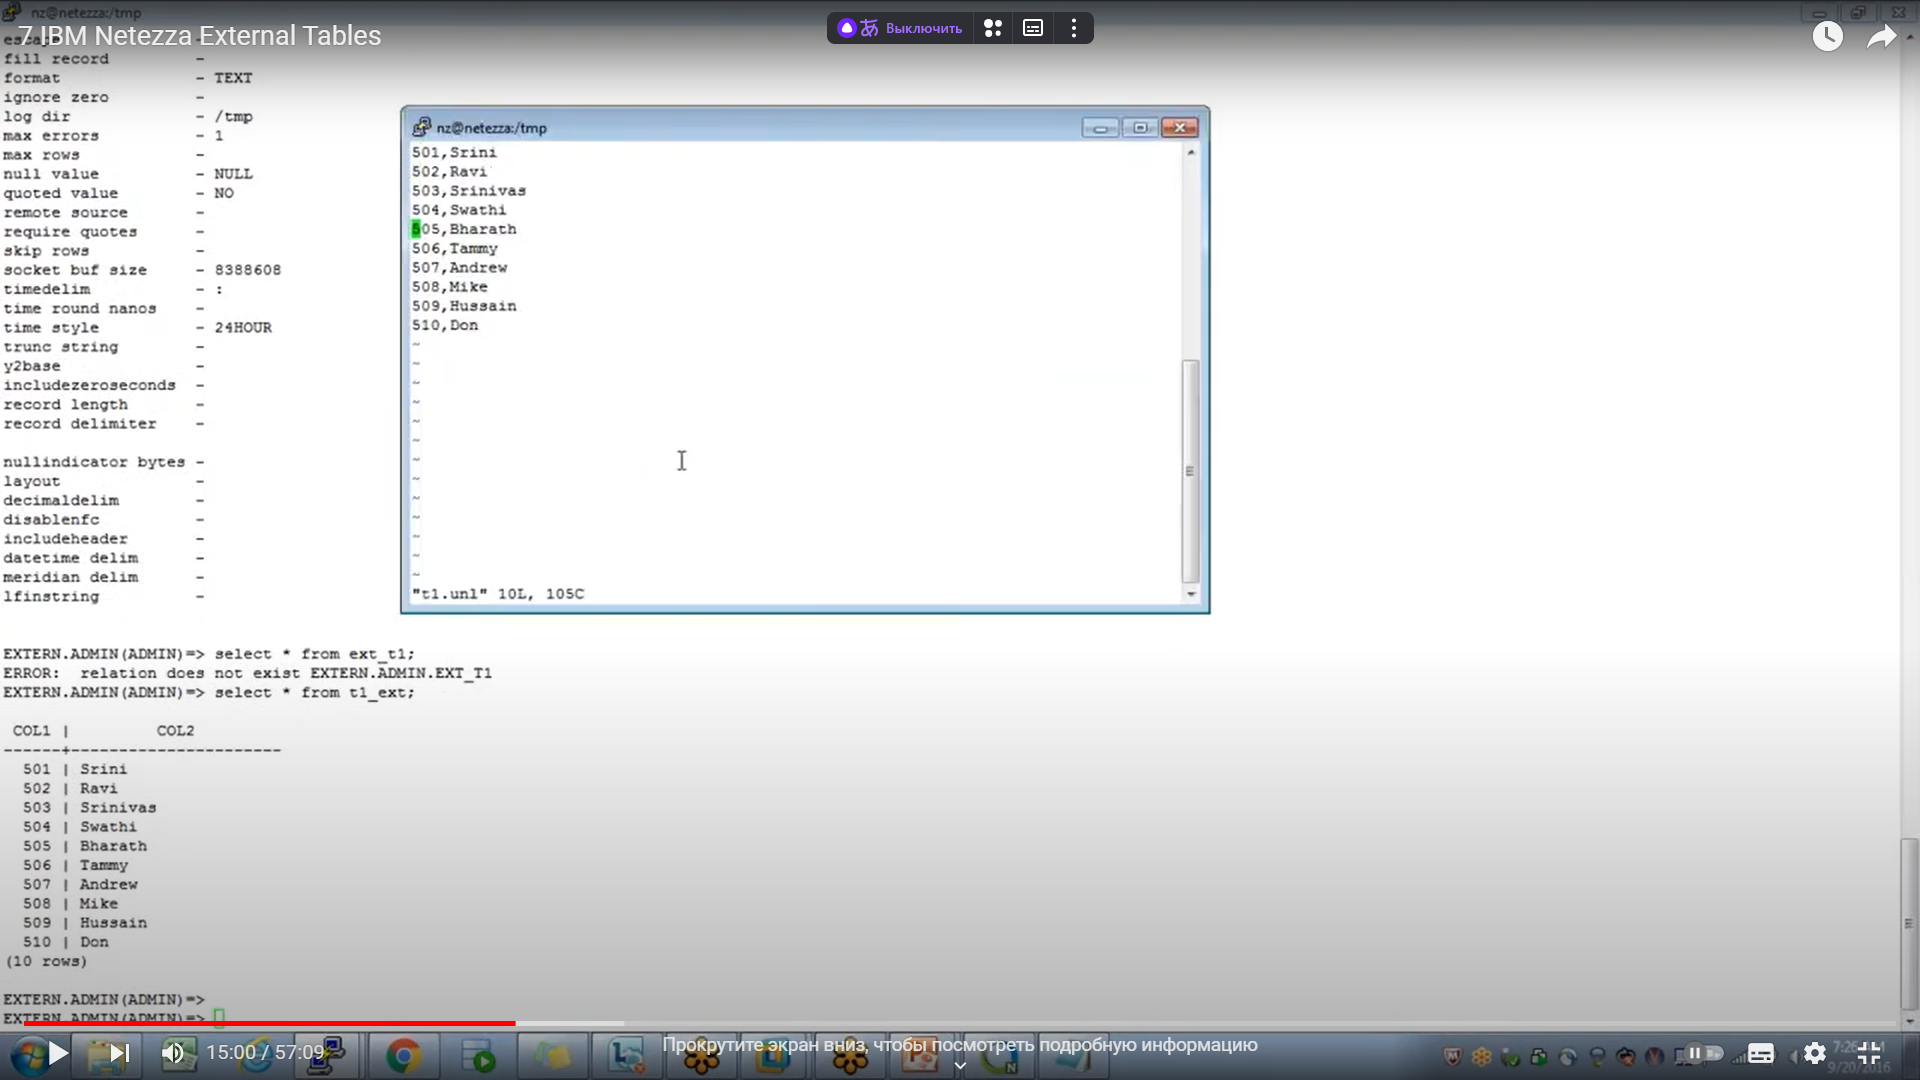 nz@netezza:/tmp
7 IBM Netezza External Tables
Выключить
fill record -
format - TEXT
ignore zero -
log dir - /tmp
max errors - 1
max rows -
null value - NULL
quoted value - NO
remote source -
require quotes -
skip rows -
socket buf size - 8388608
timedelim - :
time round nanos -
time style - 24HOUR
trunc string -
y2base -
includezeroseconds -
record length -
record delimiter -
nullindicator bytes -
layout -
decimaldelim -
disablenfc -
includeheader -
datetime delim -
meridian delim -
lfinstring -
nz@netezza:/tmp
501,Srini
502,Ravi
503,Srinivas
504,Swathi
505,Bharath
506,Tammy
507,Andrew
508,Mike
509,Hussain
510,Don
~
~
~
~
~
~
~
~
~
~
~
~
~
"t1.unl" 10L, 105C
EXTERN.ADMIN(ADMIN)=> select * from ext_t1;
ERROR: relation does not exist EXTERN.ADMIN.EXT_T1
EXTERN.ADMIN(ADMIN)=> select * from t1_ext;
COL1 | COL2
------+----------------------
501 | Srini
502 | Ravi
503 | Srinivas
504 | Swathi
505 | Bharath
506 | Tammy
507 | Andrew
508 | Mike
509 | Hussain
510 | Don
(10 rows)
EXTERN.ADMIN(ADMIN)=>
EXTERN.ADMIN(ADMIN)=>
15:00 / 57:09
Прокрутите экран вниз, чтобы посмотреть подробную информацию
9/20/2016